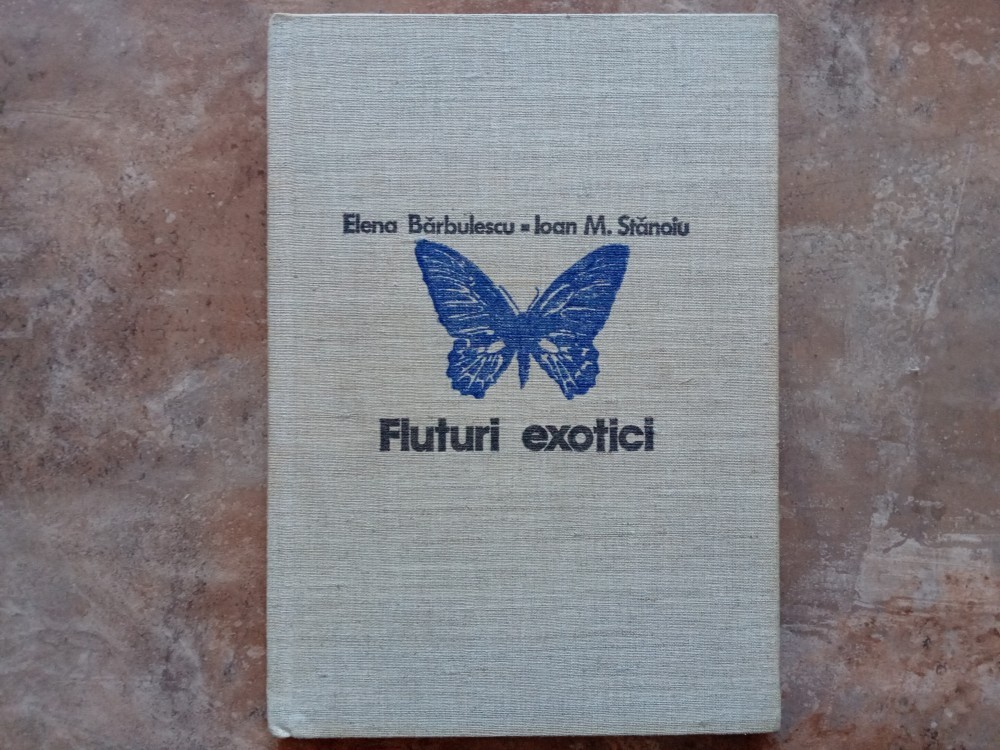 Elena Bărbulescu ▪ Ioan M. Stănoiu
Fluturi exotici